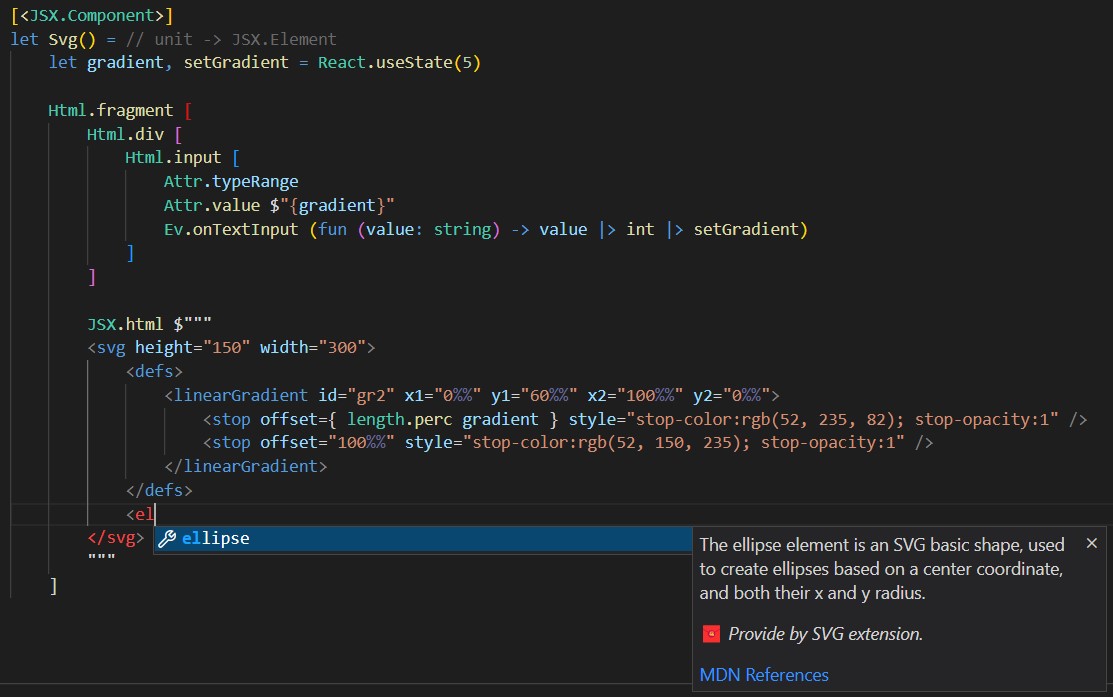 [<JSX.Component>]
let Svg() = // unit -> JSX.Element
    let gradient, setGradient = React.useState(5)

    Html.fragment [
        Html.div [
            Html.input [
                Attr.typeRange
                Attr.value $"{gradient}"
                Ev.onTextInput (fun (value: string) -> value |> int |> setGradient)
            ]
        ]

        JSX.html $"""
        <svg height="150" width="300">
            <defs>
                <linearGradient id="gr2" x1="0%%" y1="60%%" x2="100%%" y2="0%%">
                    <stop offset={ length.perc gradient } style="stop-color:rgb(52, 235, 82); stop-opacity:1" />
                    <stop offset="100%%" style="stop-color:rgb(52, 150, 235); stop-opacity:1" />
                </linearGradient>
            </defs>
            <el
        </svg>
        """
    ]
ellipse
The ellipse element is an SVG basic shape, used
to create ellipses based on a center coordinate,
and both their x and y radius.
Provide by SVG extension.
MDN References